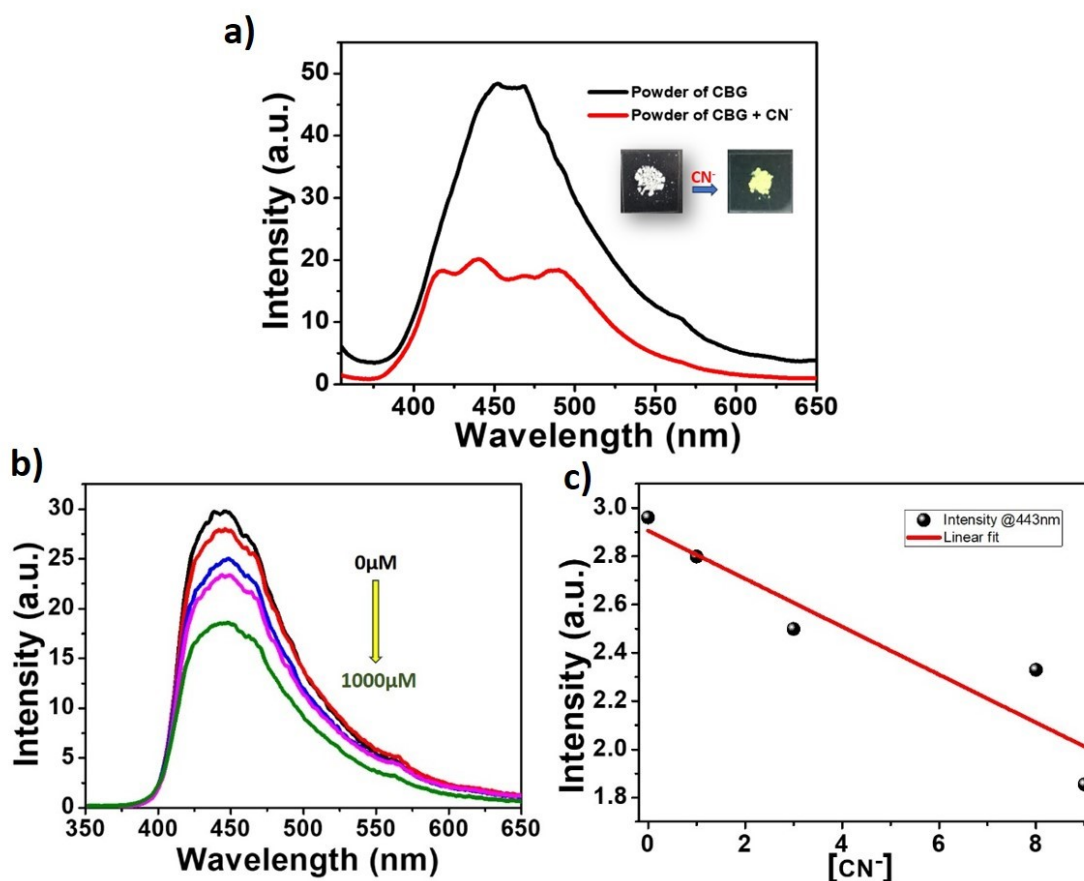 a)
Intensity (a.u.)
50
40
30
20
10
0
Powder of CBG
Powder of CBG + CN⁻
CN⁻
400 450 500 550 600 650
Wavelength (nm)
b)
Intensity (a.u.)
30
25
20
15
10
5
0
0µM
1000µM
350 400 450 500 550 600 650
Wavelength (nm)
c)
Intensity (a.u.)
3.0
2.8
2.6
2.4
2.2
2.0
1.8
Intensity @443nm
Linear fit
0 2 4 6 8
[CN⁻]